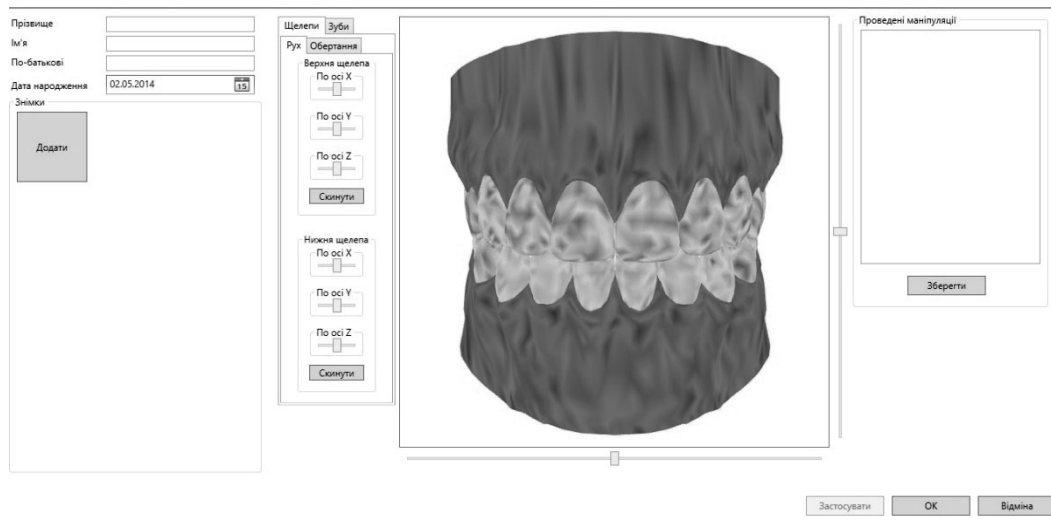 Прізвище
Ім'я
По-батькові
Дата народження 02.05.2014 15
Знімки
Додати
Щелепи Зуби
Рух Обертання
Верхня щелепа
По осі X
По осі Y
По осі Z
Скинути
Нижня щелепа
По осі X
По осі Y
По осі Z
Скинути
Проведені маніпуляції
Зберегти
Застосувати ОК Відміна